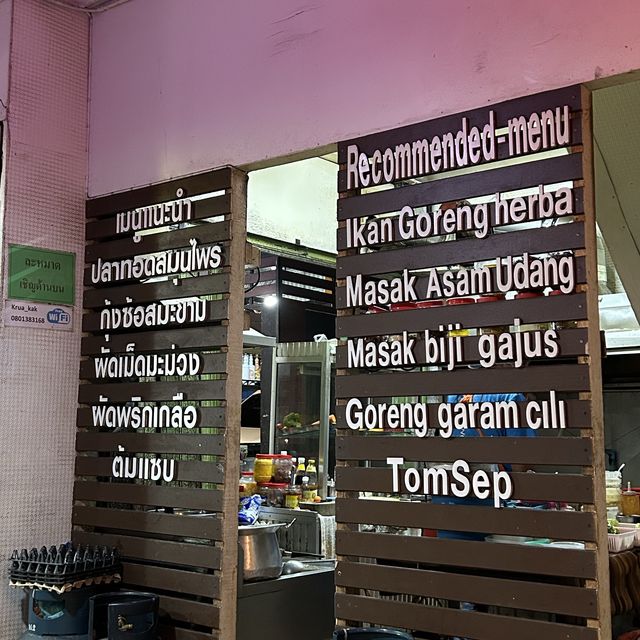 ละหมาด
เชิญด้านบน
Krua_kak
0801383168 WiFi
เมนูแนะนำ
ปลาทอดสมุนไพร
กุ้งซ้อสมะขาม
ผัดเม็ดมะม่วง
ผัดพริกเกลือ
ต้มแซบ
Recommended-menu
Ikan Goreng herba
Masak Asam Udang
Masak biji gajus
Goreng garam cili
TomSep